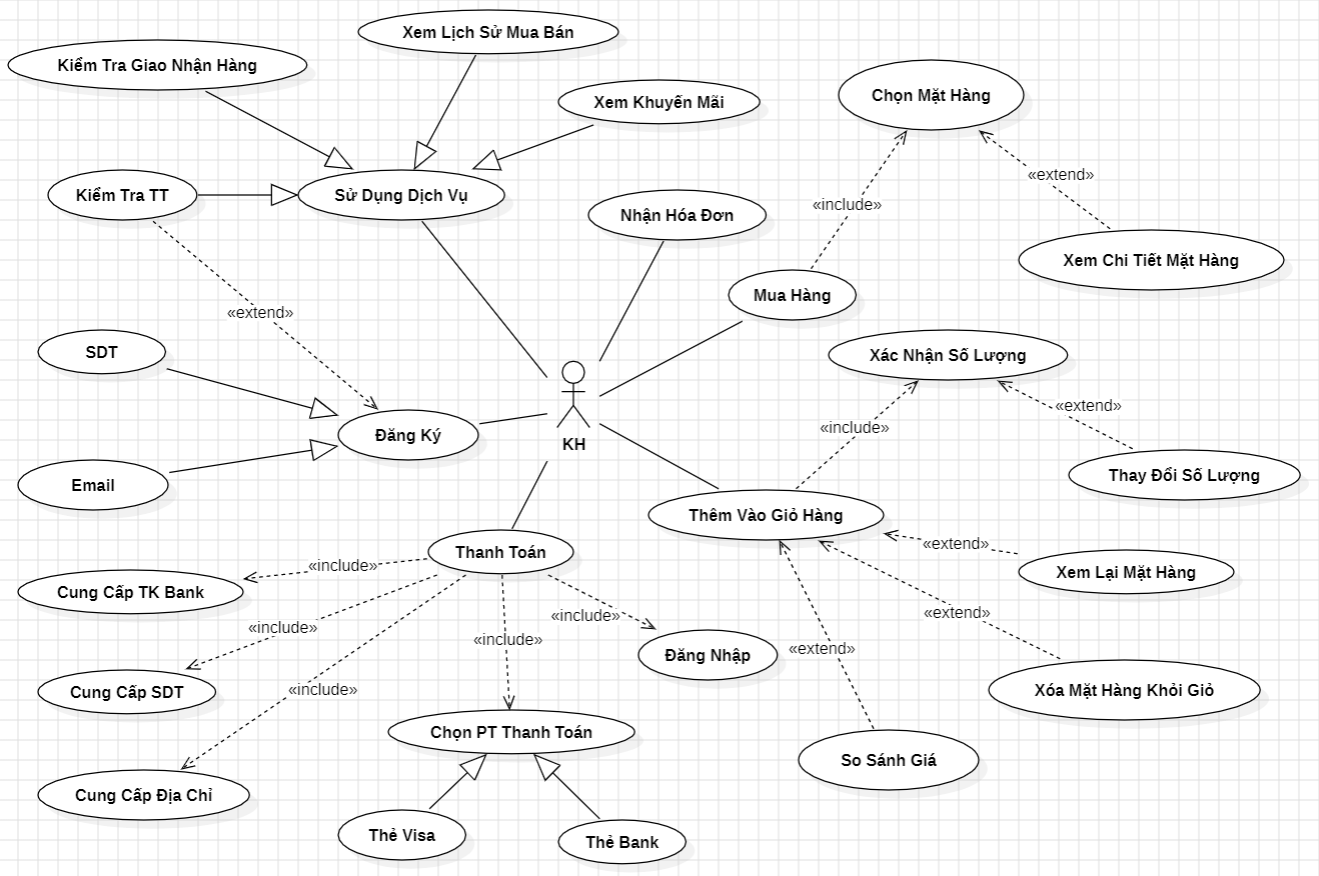 Xem Lịch Sử Mua Bán
Kiểm Tra Giao Nhận Hàng
Xem Khuyến Mãi
Chọn Mặt Hàng
«extend»
Kiểm Tra TT
Sử Dụng Dịch Vụ
«include»
Nhận Hóa Đơn
Xem Chi Tiết Mặt Hàng
Mua Hàng
«extend»
SDT
Xác Nhận Số Lượng
«extend»
«include»
Đăng Ký
KH
Thay Đổi Số Lượng
Email
Thêm Vào Giỏ Hàng
«extend»
Thanh Toán
«include»
Xem Lại Mặt Hàng
Cung Cấp TK Bank
«extend»
«include»
«include»
«include»
«extend»
Đăng Nhập
Cung Cấp SDT
«include»
Xóa Mặt Hàng Khỏi Giỏ
Chọn PT Thanh Toán
So Sánh Giá
Cung Cấp Địa Chỉ
Thẻ Visa
Thẻ Bank